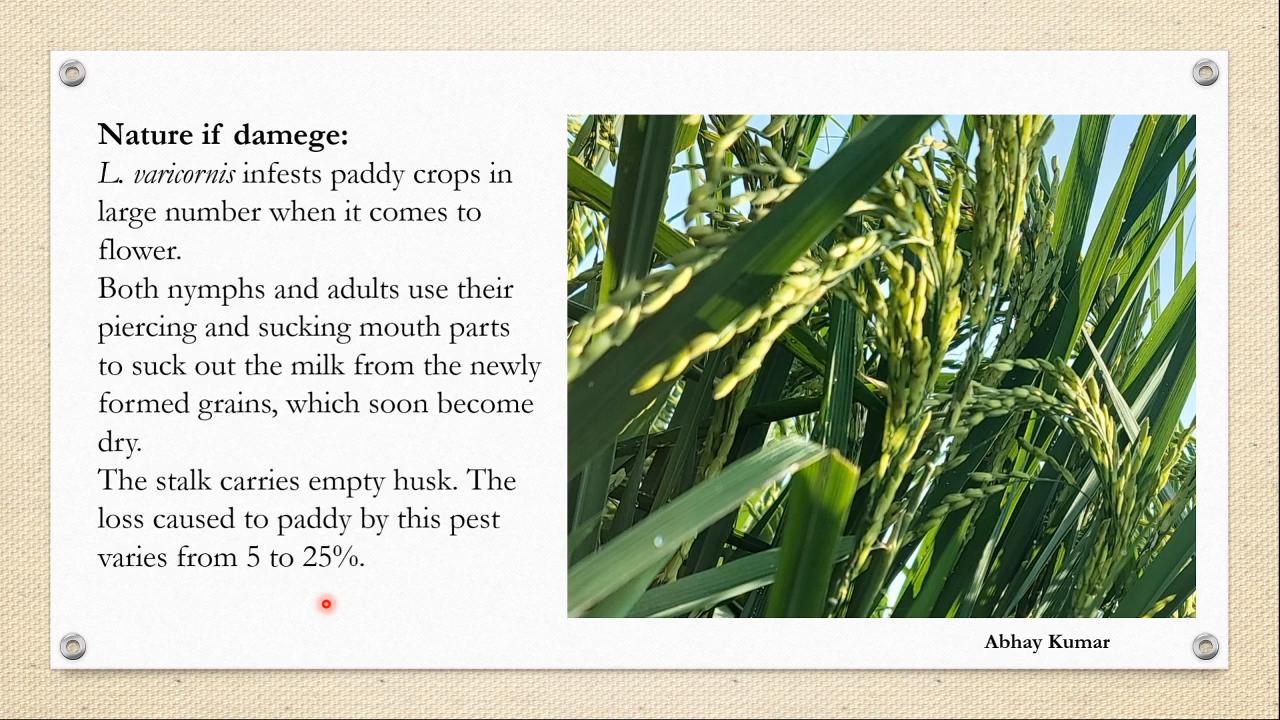 Nature if damege:
L. varicornis infests paddy crops in
large number when it comes to
flower.
Both nymphs and adults use their
piercing and sucking mouth parts
to suck out the milk from the newly
formed grains, which soon become
dry.
The stalk carries empty husk. The
loss caused to paddy by this pest
varies from 5 to 25%.
Abhay Kumar